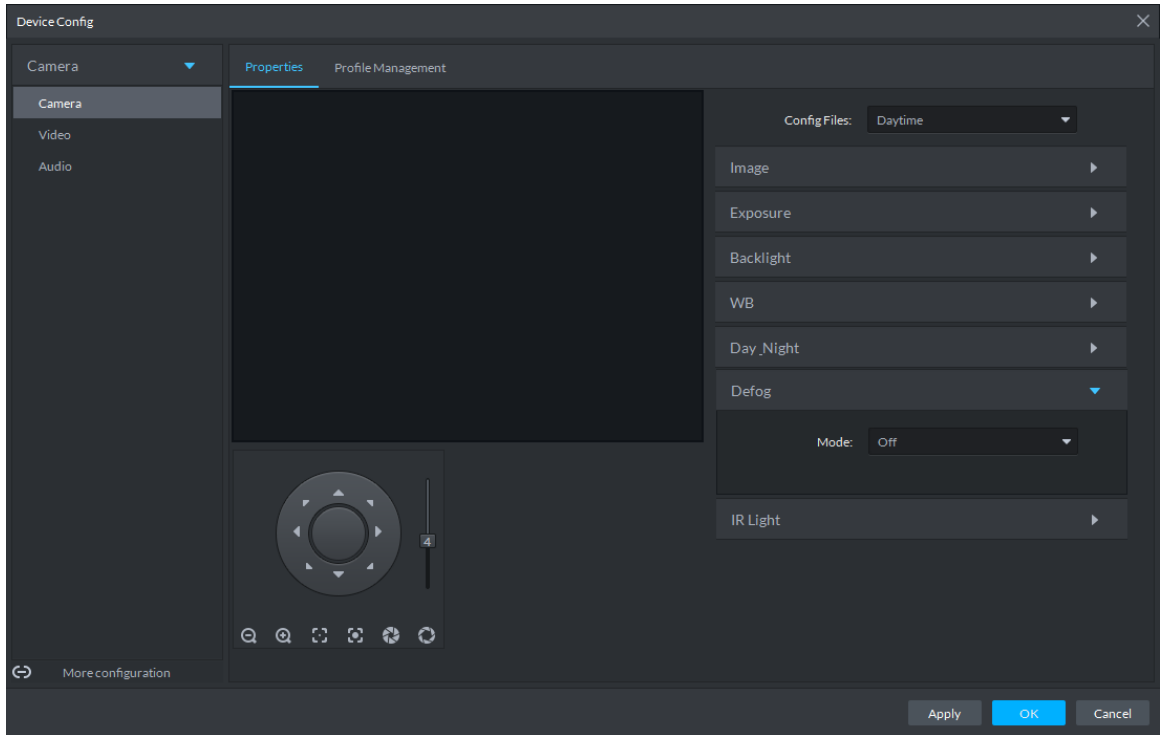 Device Config
Camera
Camera
Video
Audio
More configuration
Properties Profile Management
Config Files: Daytime
Image
Exposure
Backlight
WB
Day_Night
Defog
Mode: Off
IR Light
4
Apply OK Cancel